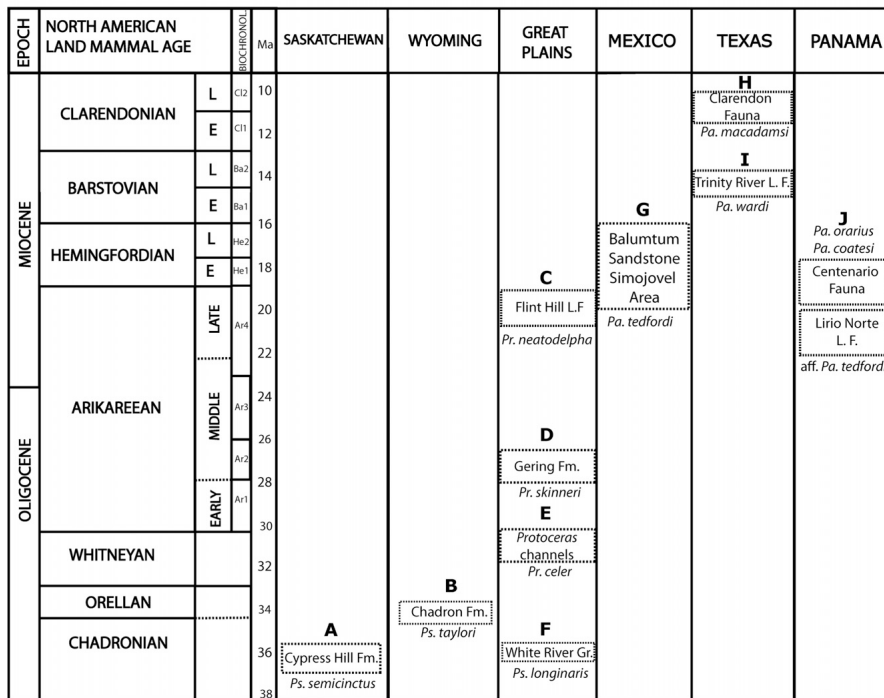 EPOCH
NORTH AMERICAN
LAND MAMMAL AGE
BIOCHRONOL.
Ma
SASKATCHEWAN
WYOMING
GREAT
PLAINS
MEXICO
TEXAS
PANAMA
MIOCENE
OLIGOCENE
CLARENDONIAN
L
E
Cl2
Cl1
BARSTOVIAN
L
E
Ba2
Ba1
HEMINGFORDIAN
L
E
He2
He1
ARIKAREEAN
LATE
MIDDLE
EARLY
Ar4
Ar3
Ar2
Ar1
WHITNEYAN
ORELLAN
CHADRONIAN
10
12
14
16
18
20
22
24
26
28
30
32
34
36
38
A
Cypress Hill Fm.
Ps. semicinctus
B
Chadron Fm.
Ps. taylori
C
Flint Hill L.F
Pr. neatodelpha
D
Gering Fm.
Pr. skinneri
E
Protoceras
channels
Pr. celer
F
White River Gr.
Ps. longinaris
G
Balumtum
Sandstone
Simojovel
Area
Pa. tedfordi
H
Clarendon
Fauna
Pa. macadamsi
I
Trinity River L. F.
Pa. wardi
J
Pa. orarius
Pa. coatesi
Centenario
Fauna
Lirio Norte
L. F.
aff. Pa. tedford